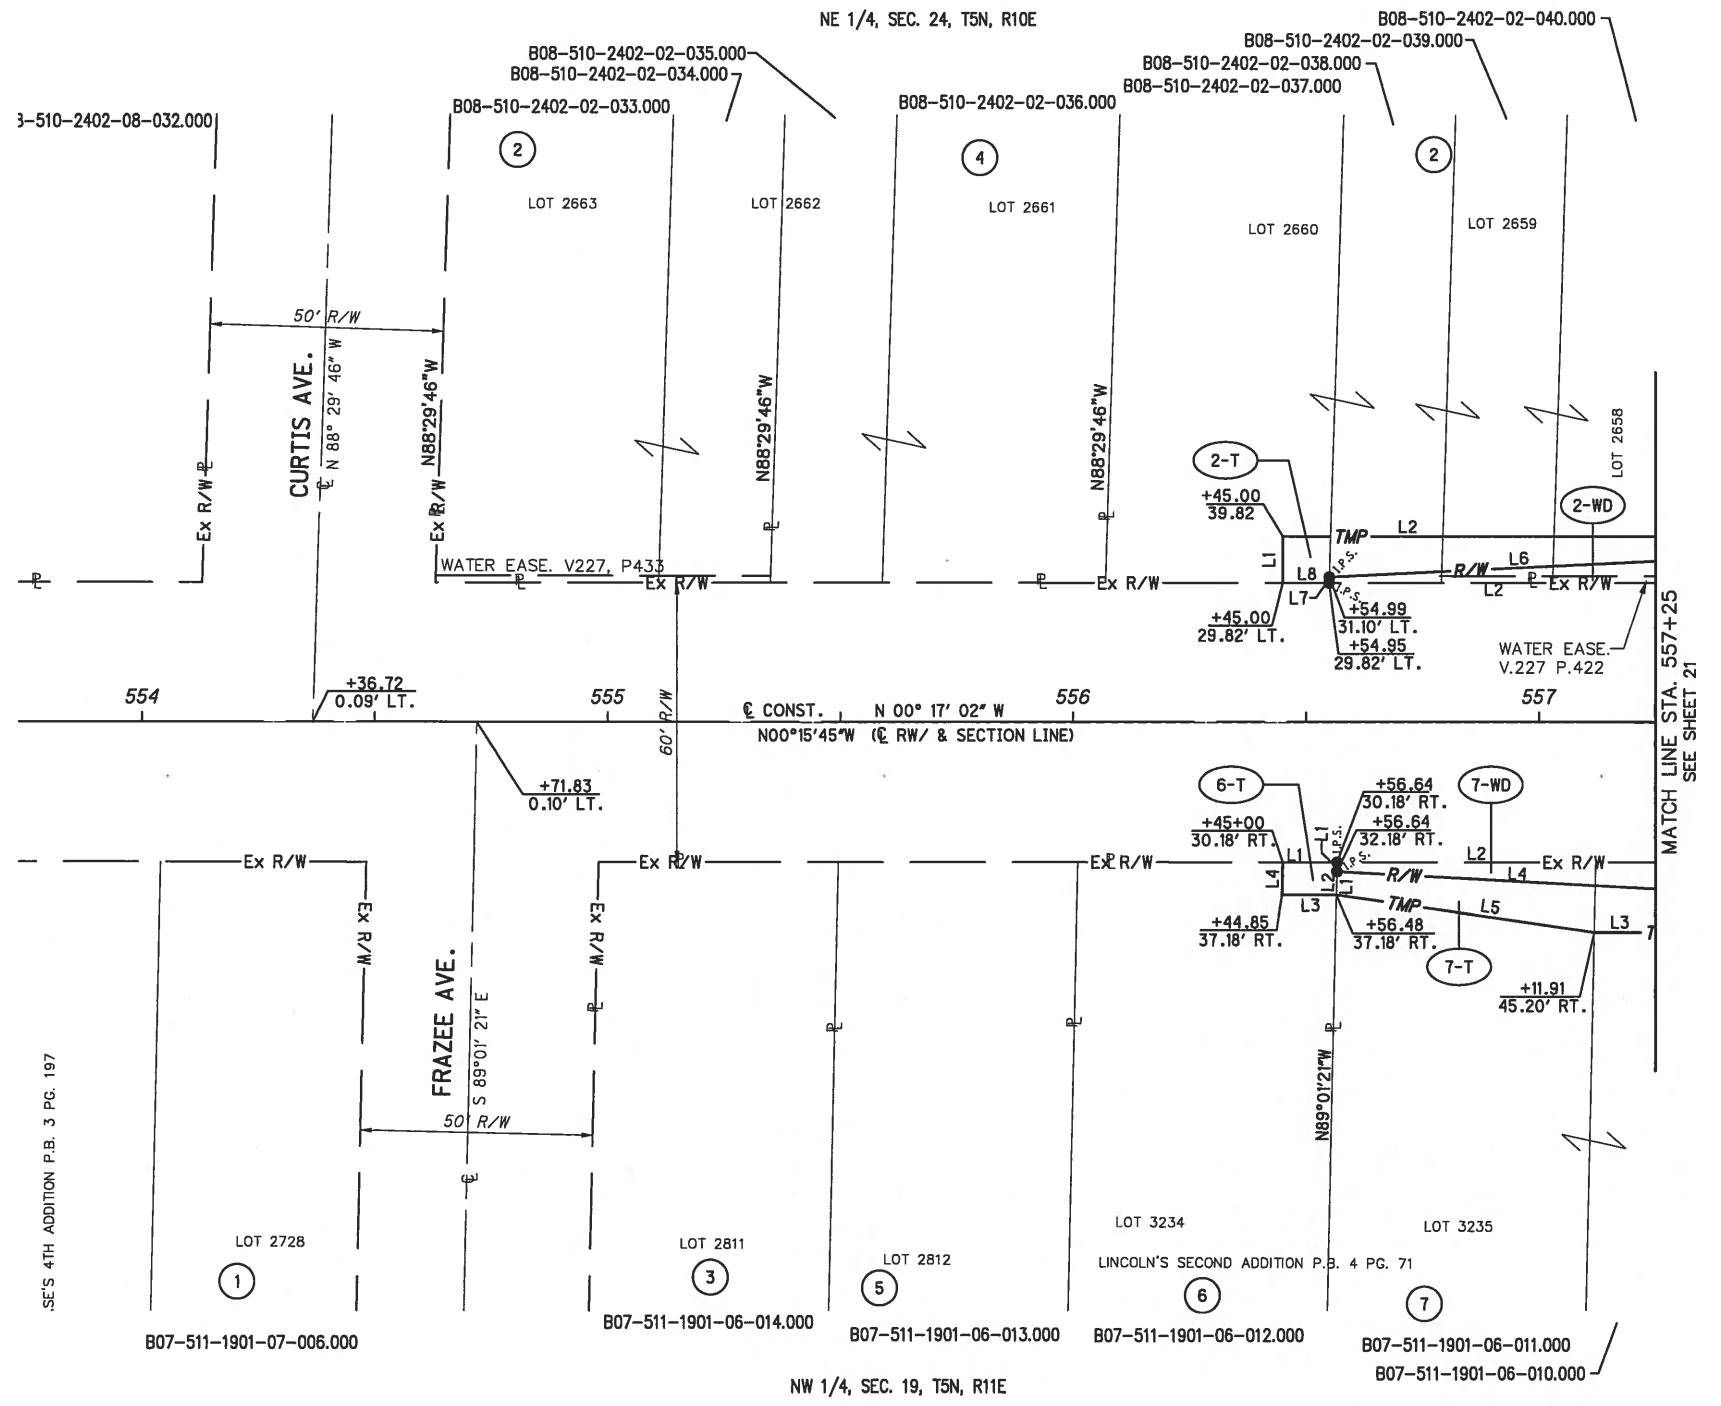 NE 1/4, SEC. 24, T5N, R10E
B08-510-2402-02-040.000
B08-510-2402-02-039.000
B08-510-2402-02-038.000
B08-510-2402-02-037.000
B08-510-2402-02-035.000
B08-510-2402-02-034.000
B08-510-2402-02-033.000
B08-510-2402-02-036.000
-510-2402-08-032.000
2
4
2
LOT 2663
LOT 2662
LOT 2661
LOT 2660
LOT 2659
LOT 2658
50' R/W
CURTIS AVE.
N 88° 29' 46" W
N88°29'46"W
N88°29'46"W
N88°29'46"W
Ex R/W
Ex R/W
2-T
+45.00
39.82
2-WD
TMP
L2
L1
I.P.S.
R/W
L6
L8
L7
I.P.S.
L2
Ex R/W
WATER EASE. V227, P433
Ex R/W
Ex R/W
+45.00
29.82' LT.
+54.99
31.10' LT.
+54.95
29.82' LT.
WATER EASE.
V.227 P.422
MATCH LINE STA. 557+25
SEE SHEET 21
554
+36.72
0.09' LT.
555
60' R/W
℄ CONST. N 00° 17' 02" W
N00°15'45"W (℄ RW/ & SECTION LINE)
556
557
+71.83
0.10' LT.
6-T
+56.64
30.18' RT.
7-WD
+45+00
30.18' RT.
+56.64
32.18' RT.
L1
I.P.S.
I.P.S.
Ex R/W
Ex R/W
Ex R/W
L1
L2
Ex R/W
L4
L2
L1
R/W
L4
L3
TMP
L5
L3
+44.85
37.18' RT.
+56.48
37.18' RT.
7-T
+11.91
45.20' RT.
Ex R/W
Ex R/W
FRAZEE AVE.
S 89°01' 21" E
50' R/W
N89°01'21"W
SE'S 4TH ADDITION P.B. 3 PG. 197
LOT 2728
LOT 2811
LOT 2812
LOT 3234
LOT 3235
LINCOLN'S SECOND ADDITION P.B. 4 PG. 71
1
3
5
6
7
B07-511-1901-07-006.000
B07-511-1901-06-014.000
B07-511-1901-06-013.000
B07-511-1901-06-012.000
B07-511-1901-06-011.000
B07-511-1901-06-010.000
NW 1/4, SEC. 19, T5N, R11E